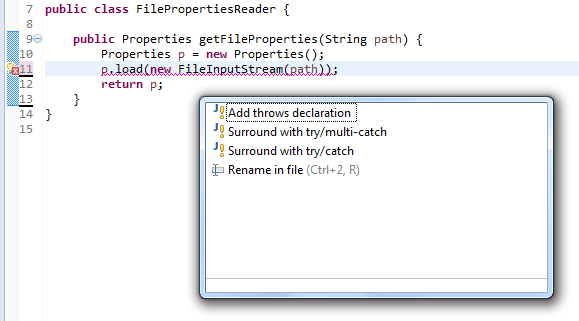 7 public class FilePropertiesReader {
8
9 public Properties getFileProperties(String path) {
10 Properties p = new Properties();
11 p.load(new FileInputStream(path));
12 return p;
13 }
14 }
15
Add throws declaration
Surround with try/multi-catch
Surround with try/catch
Rename in file (Ctrl+2, R)